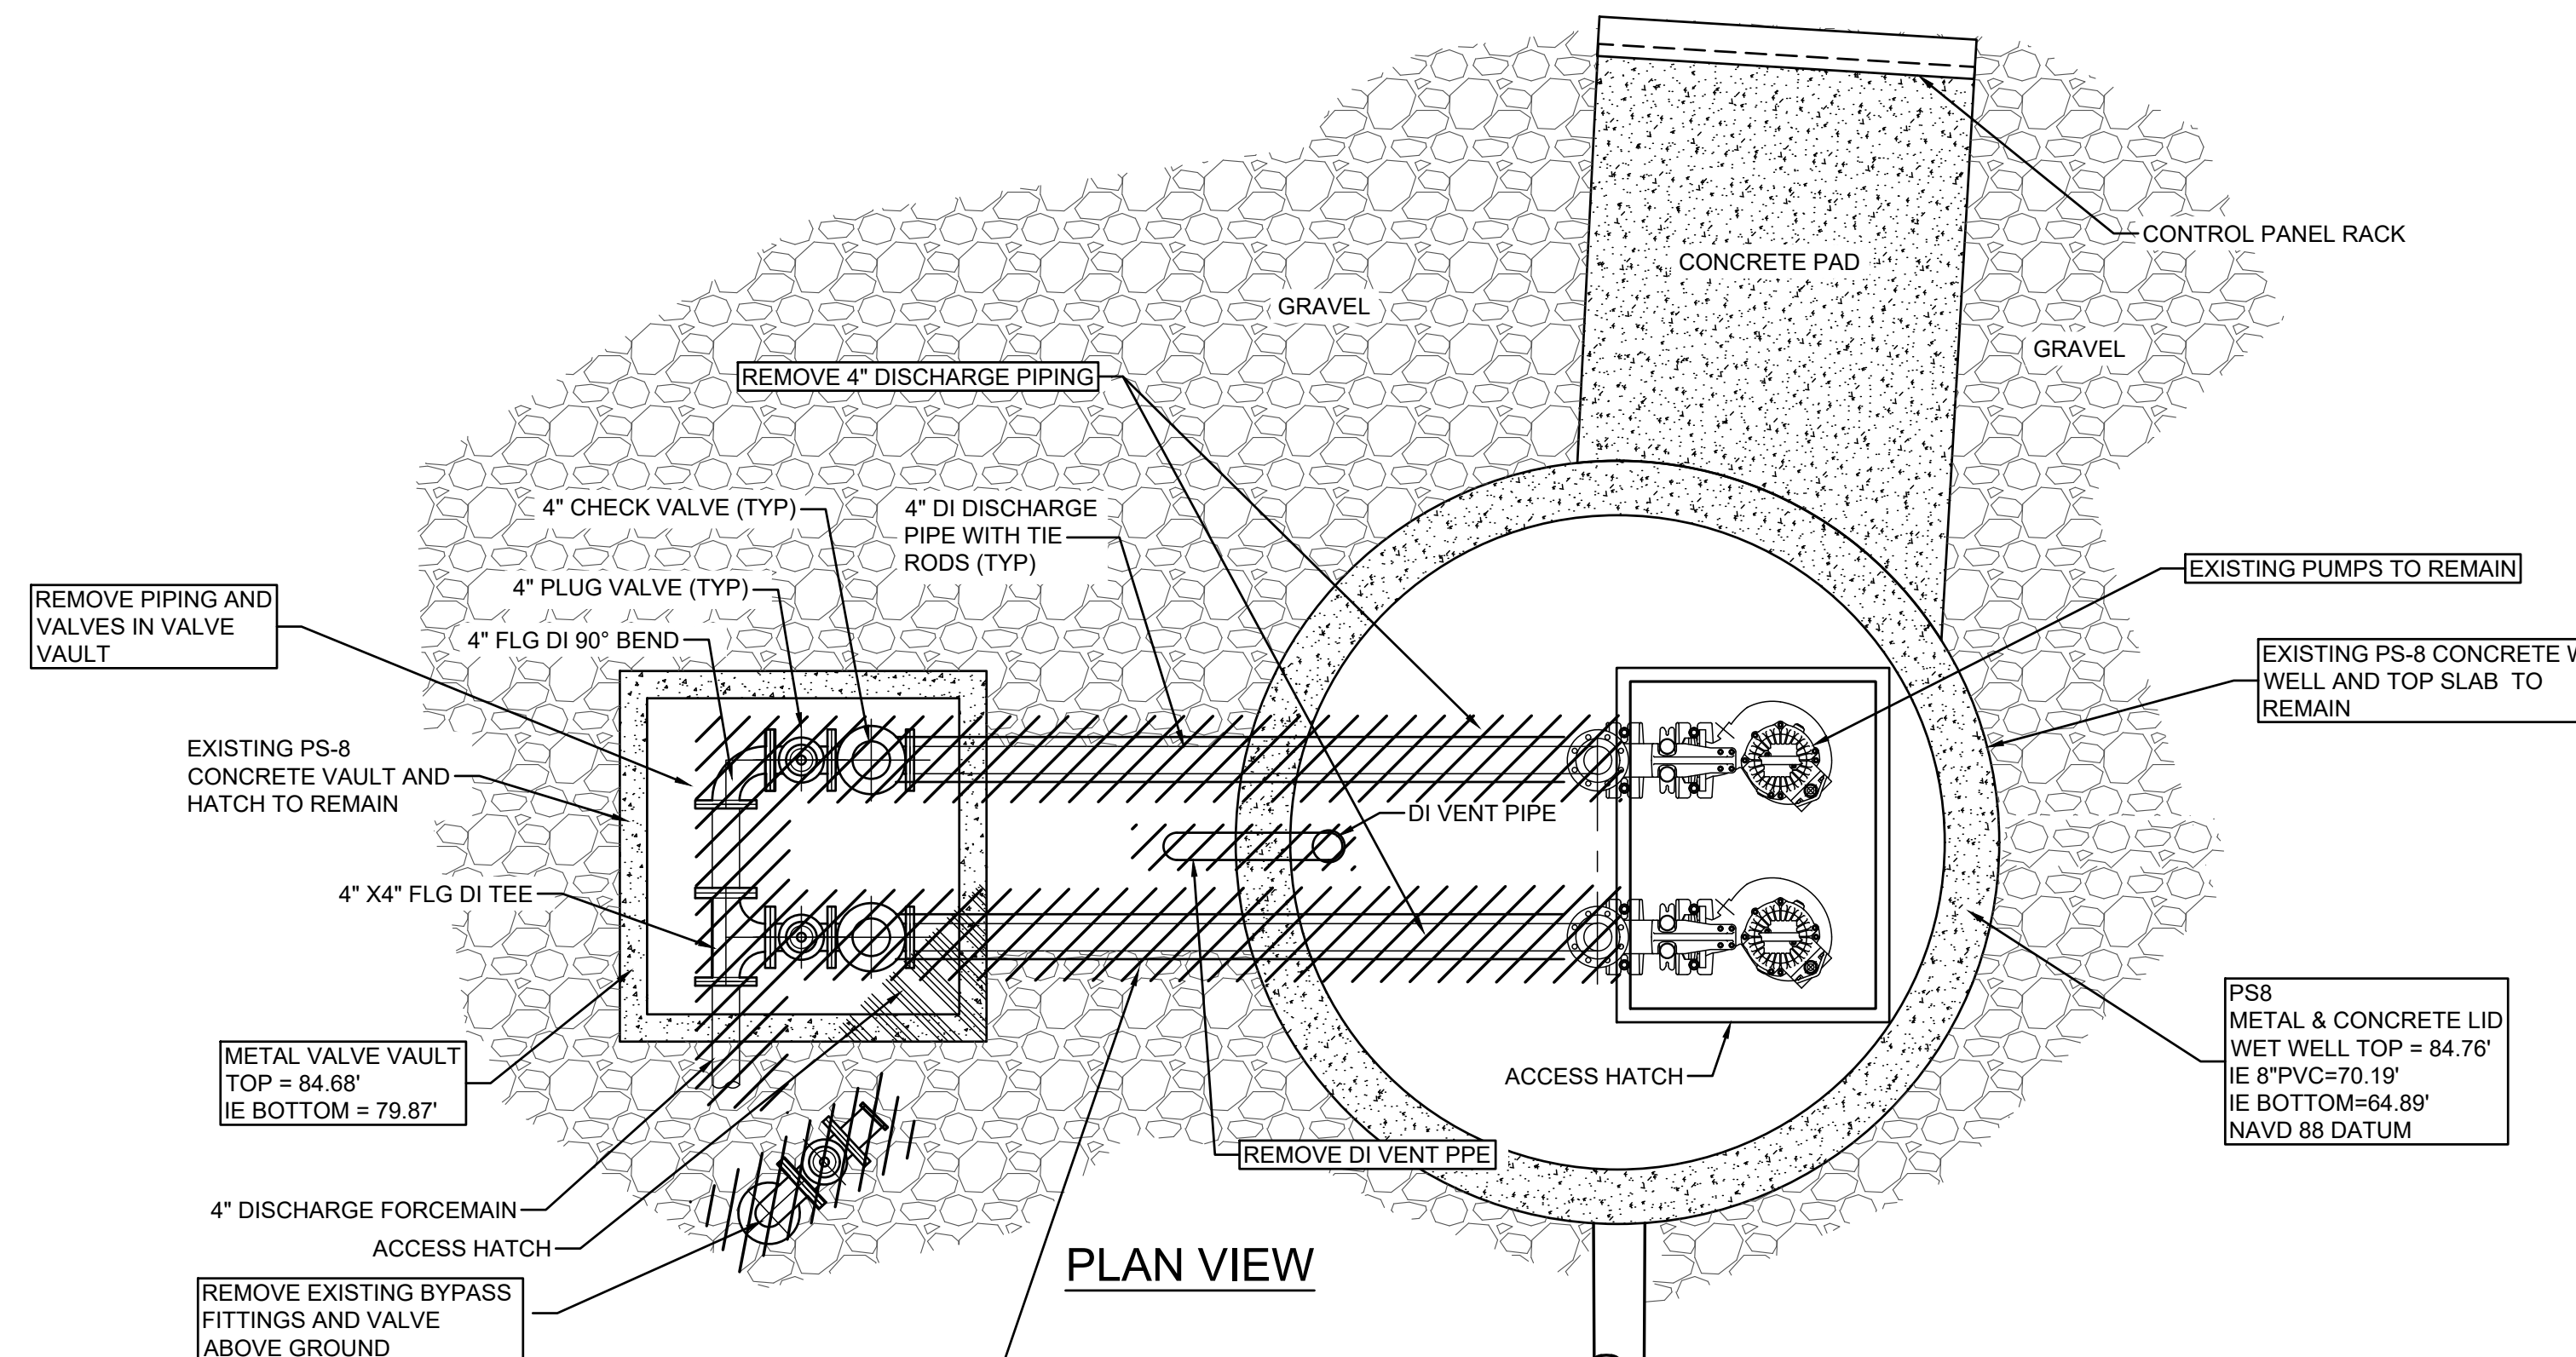 CONTROL PANEL RACK
CONCRETE PAD
GRAVEL
GRAVEL
REMOVE 4" DISCHARGE PIPING
4" CHECK VALVE (TYP)
4" DI DISCHARGE
PIPE WITH TIE
RODS (TYP)
4" PLUG VALVE (TYP)
4" FLG DI 90° BEND
REMOVE PIPING AND
VALVES IN VALVE
VAULT
EXISTING PUMPS TO REMAIN
EXISTING PS-8 CONCRETE W
WELL AND TOP SLAB TO
REMAIN
EXISTING PS-8
CONCRETE VAULT AND
HATCH TO REMAIN
DI VENT PIPE
4" X4" FLG DI TEE
METAL VALVE VAULT
TOP = 84.68'
IE BOTTOM = 79.87'
ACCESS HATCH
PS8
METAL & CONCRETE LID
WET WELL TOP = 84.76'
IE 8"PVC=70.19'
IE BOTTOM=64.89'
NAVD 88 DATUM
REMOVE DI VENT PPE
4" DISCHARGE FORCEMAIN
ACCESS HATCH
PLAN VIEW
REMOVE EXISTING BYPASS
FITTINGS AND VALVE
ABOVE GROUND